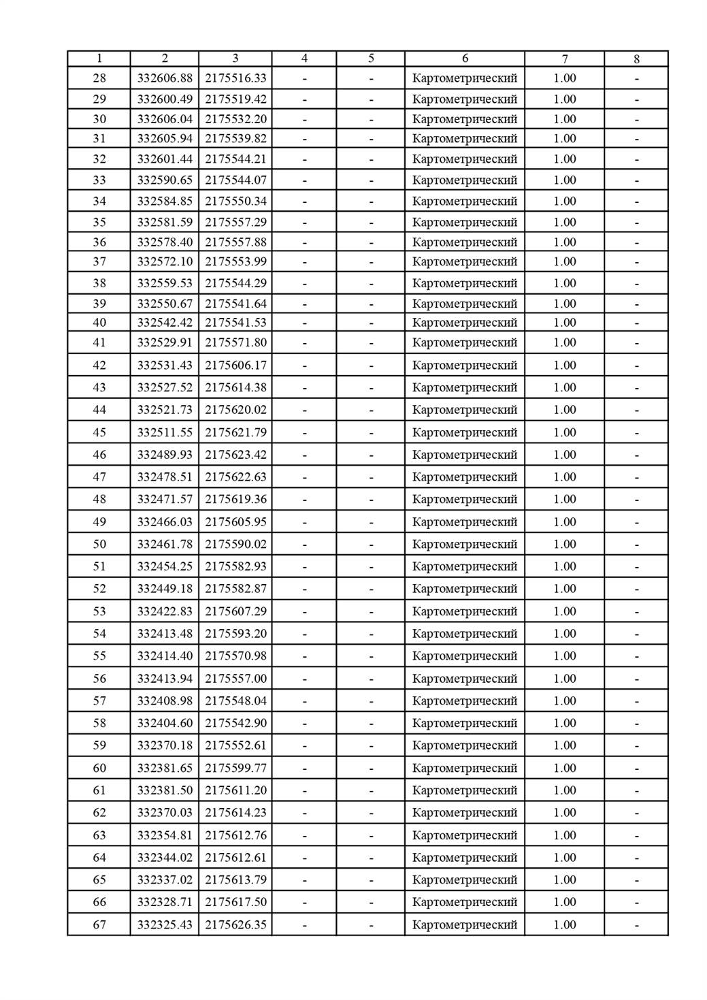 1 2 3 4 5 6 7 8
28 332606.88 2175516.33 - - Картометрический 1.00 -
29 332600.49 2175519.42 - - Картометрический 1.00 -
30 332606.04 2175532.20 - - Картометрический 1.00 -
31 332605.94 2175539.82 - - Картометрический 1.00 -
32 332601.44 2175544.21 - - Картометрический 1.00 -
33 332590.65 2175544.07 - - Картометрический 1.00 -
34 332584.85 2175550.34 - - Картометрический 1.00 -
35 332581.59 2175557.29 - - Картометрический 1.00 -
36 332578.40 2175557.88 - - Картометрический 1.00 -
37 332572.10 2175553.99 - - Картометрический 1.00 -
38 332559.53 2175544.29 - - Картометрический 1.00 -
39 332550.67 2175541.64 - - Картометрический 1.00 -
40 332542.42 2175541.53 - - Картометрический 1.00 -
41 332529.91 2175571.80 - - Картометрический 1.00 -
42 332531.43 2175606.17 - - Картометрический 1.00 -
43 332527.52 2175614.38 - - Картометрический 1.00 -
44 332521.73 2175620.02 - - Картометрический 1.00 -
45 332511.55 2175621.79 - - Картометрический 1.00 -
46 332489.93 2175623.42 - - Картометрический 1.00 -
47 332478.51 2175622.63 - - Картометрический 1.00 -
48 332471.57 2175619.36 - - Картометрический 1.00 -
49 332466.03 2175605.95 - - Картометрический 1.00 -
50 332461.78 2175590.02 - - Картометрический 1.00 -
51 332454.25 2175582.93 - - Картометрический 1.00 -
52 332449.18 2175582.87 - - Картометрический 1.00 -
53 332422.83 2175607.29 - - Картометрический 1.00 -
54 332413.48 2175593.20 - - Картометрический 1.00 -
55 332414.40 2175570.98 - - Картометрический 1.00 -
56 332413.94 2175557.00 - - Картометрический 1.00 -
57 332408.98 2175548.04 - - Картометрический 1.00 -
58 332404.60 2175542.90 - - Картометрический 1.00 -
59 332370.18 2175552.61 - - Картометрический 1.00 -
60 332381.65 2175599.77 - - Картометрический 1.00 -
61 332381.50 2175611.20 - - Картометрический 1.00 -
62 332370.03 2175614.23 - - Картометрический 1.00 -
63 332354.81 2175612.76 - - Картометрический 1.00 -
64 332344.02 2175612.61 - - Картометрический 1.00 -
65 332337.02 2175613.79 - - Картометрический 1.00 -
66 332328.71 2175617.50 - - Картометрический 1.00 -
67 332325.43 2175626.35 - - Картометрический 1.00 -